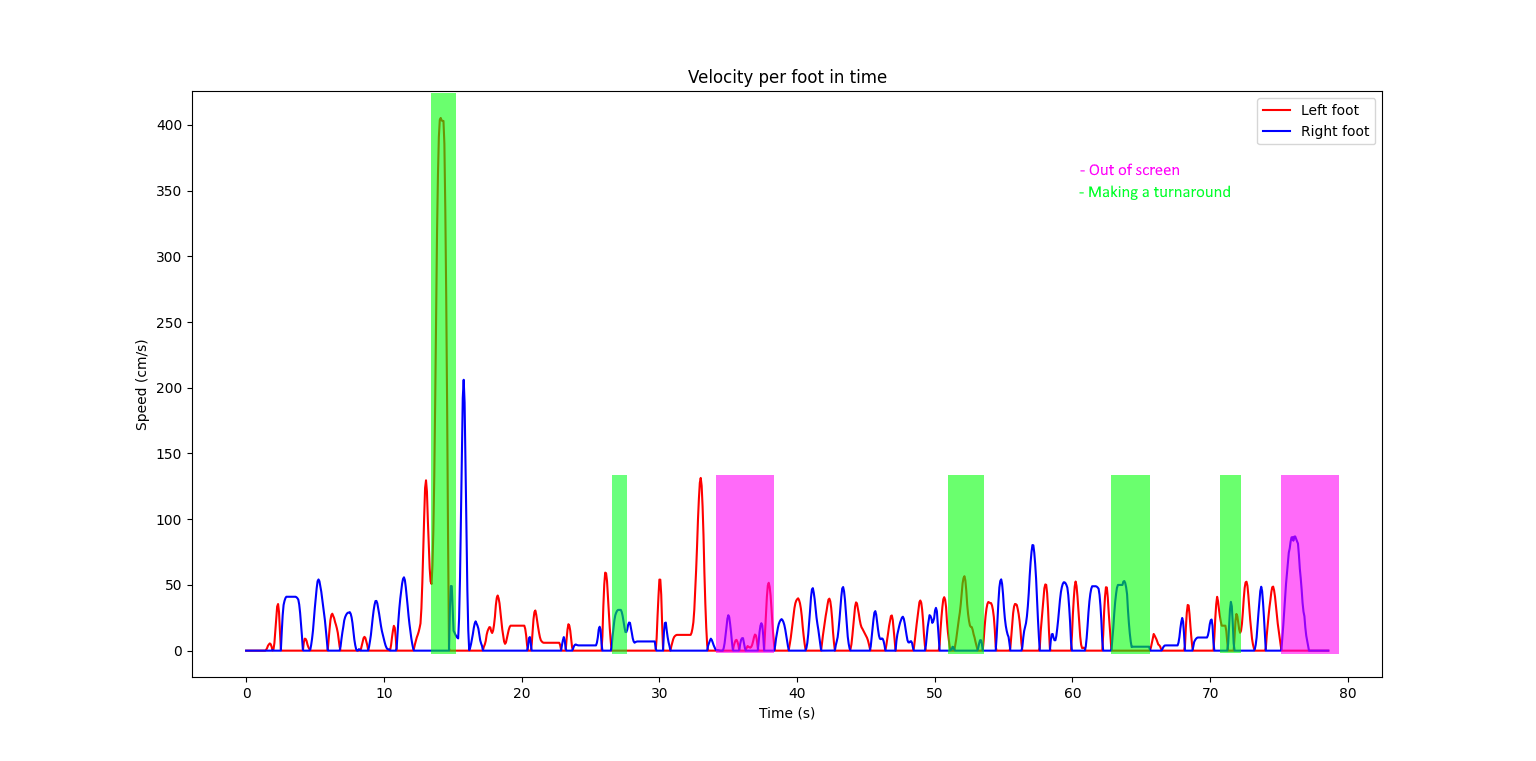 Velocity per foot in time
Left foot
Right foot
- Out of screen
- Making a turnaround
400
350
300
250
200
150
100
50
0
Speed (cm/s)
0 10 20 30 40 50 60 70 80
Time (s)